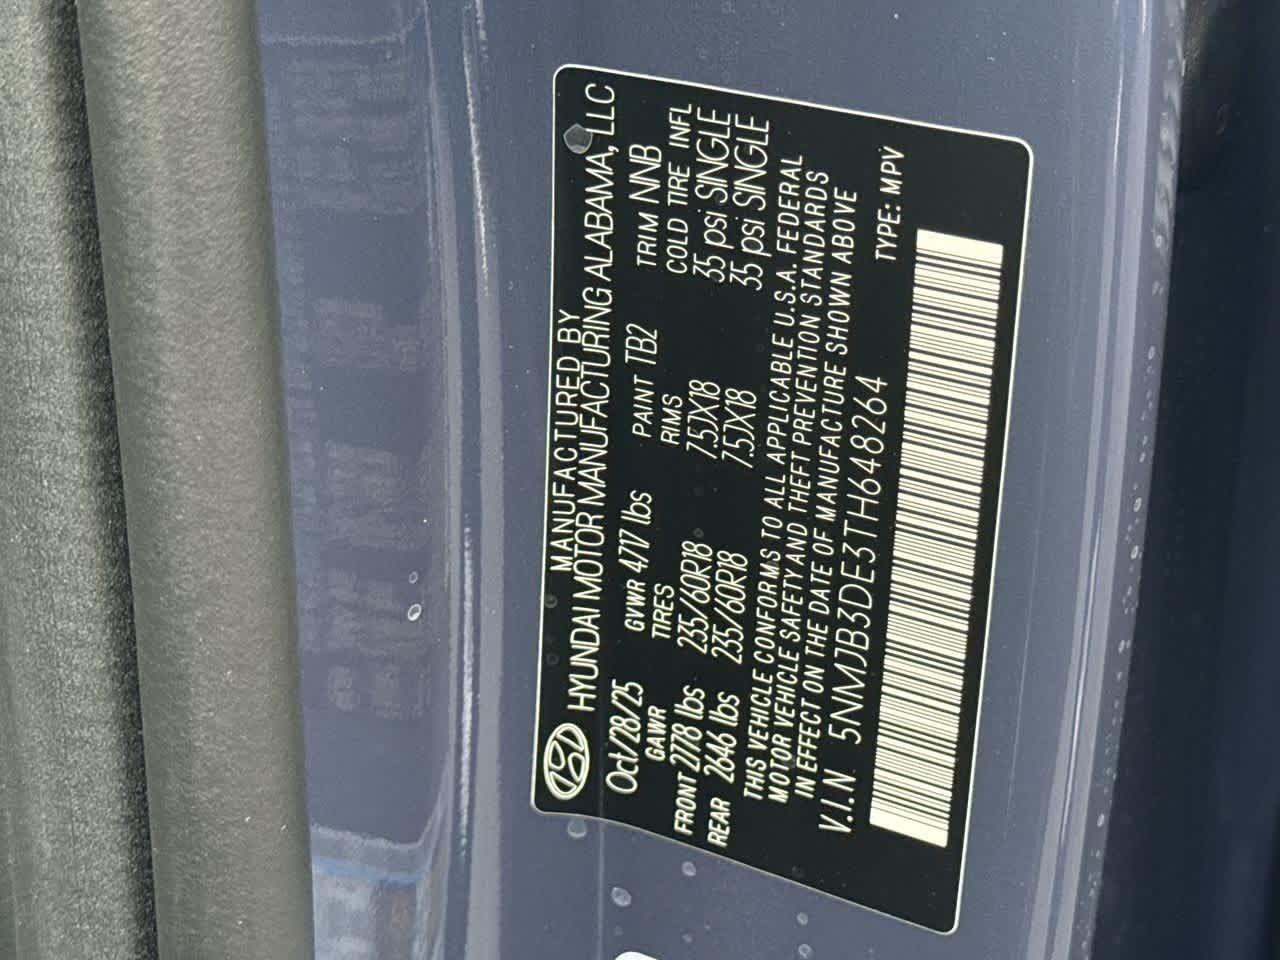 MANUFACTURED BY
HYUNDAI MOTOR MANUFACTURING ALABAMA, LLC
Oct/28/25 GVWR 4717 lbs PAINT TB2 TRIM NNB
GAWR TIRES RIMS COLD TIRE INFL
FRONT 2778 lbs 235/60R18 7.5JX18 35 psi SINGLE
REAR 2646 lbs 235/60R18 7.5JX18 35 psi SINGLE
THIS VEHICLE CONFORMS TO ALL APPLICABLE U.S.A. FEDERAL
MOTOR VEHICLE SAFETY AND THEFT PREVENTION STANDARDS
IN EFFECT ON THE DATE OF MANUFACTURE SHOWN ABOVE
V.I.N 5NMJB3DE3TH648264 TYPE: MPV